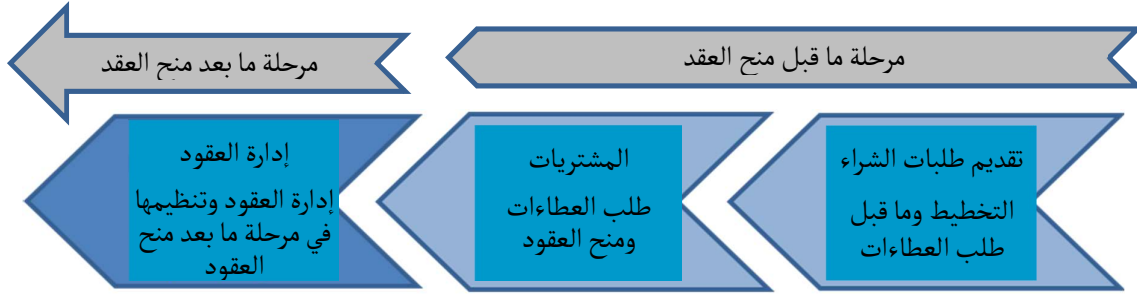 مرحلة ما قبل منح العقد
مرحلة ما بعد منح العقد
تقديم طلبات الشراء
التخطيط وما قبل
طلب العطاءات
المشتريات
طلب العطاءات
ومنح العقود
إدارة العقود
إدارة العقود وتنظيمها
في مرحلة ما بعد منح
العقود